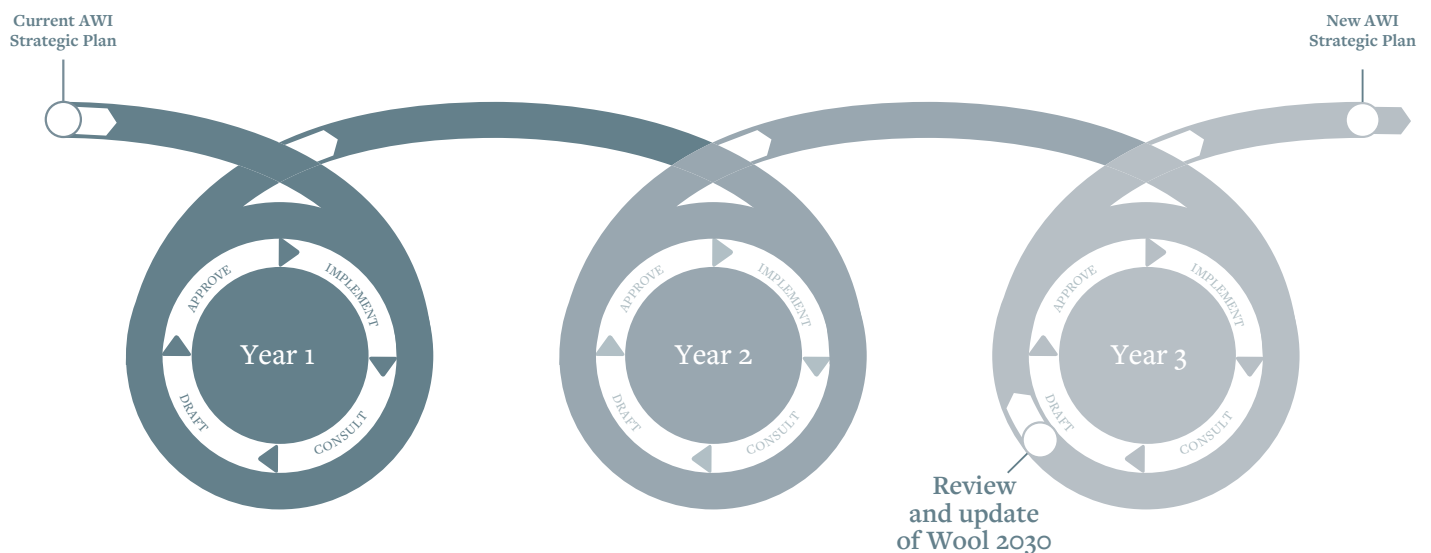 Current AWI
Strategic Plan
New AWI
Strategic Plan
APPROVE
IMPLEMENT
Year 1
DRAFT
CONSULT
APPROVE
IMPLEMENT
Year 2
DRAFT
CONSULT
APPROVE
IMPLEMENT
Year 3
DRAFT
CONSULT
Review
and update
of Wool 2030